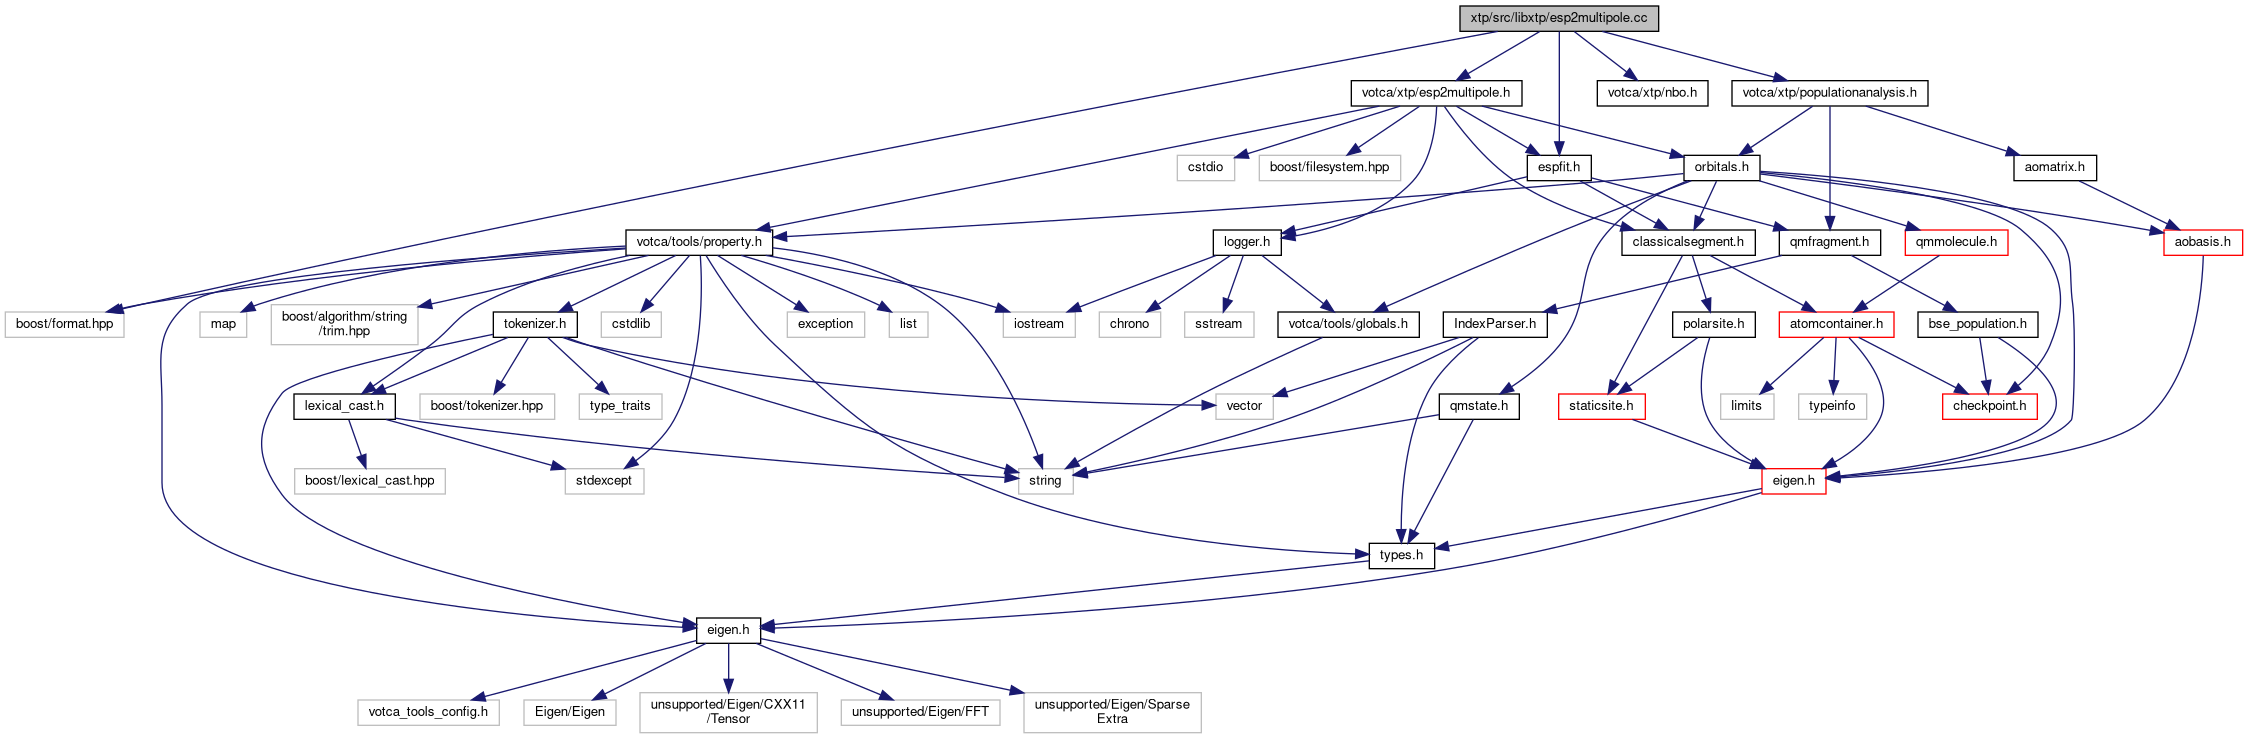 xtp/src/libxtp/esp2multipole.cc
votca/xtp/esp2multipole.h
votca/xtp/nbo.h
votca/xtp/populationanalysis.h
cstdio
boost/filesystem.hpp
espfit.h
orbitals.h
aomatrix.h
votca/tools/property.h
logger.h
classicalsegment.h
qmfragment.h
qmmolecule.h
aobasis.h
boost/format.hpp
map
boost/algorithm/string
/trim.hpp
tokenizer.h
cstdlib
exception
list
iostream
chrono
sstream
votca/tools/globals.h
IndexParser.h
polarsite.h
atomcontainer.h
bse_population.h
lexical_cast.h
boost/tokenizer.hpp
type_traits
vector
qmstate.h
staticsite.h
limits
typeinfo
checkpoint.h
boost/lexical_cast.hpp
stdexcept
string
eigen.h
types.h
eigen.h
votca_tools_config.h
Eigen/Eigen
unsupported/Eigen/CXX11
/Tensor
unsupported/Eigen/FFT
unsupported/Eigen/Sparse
Extra